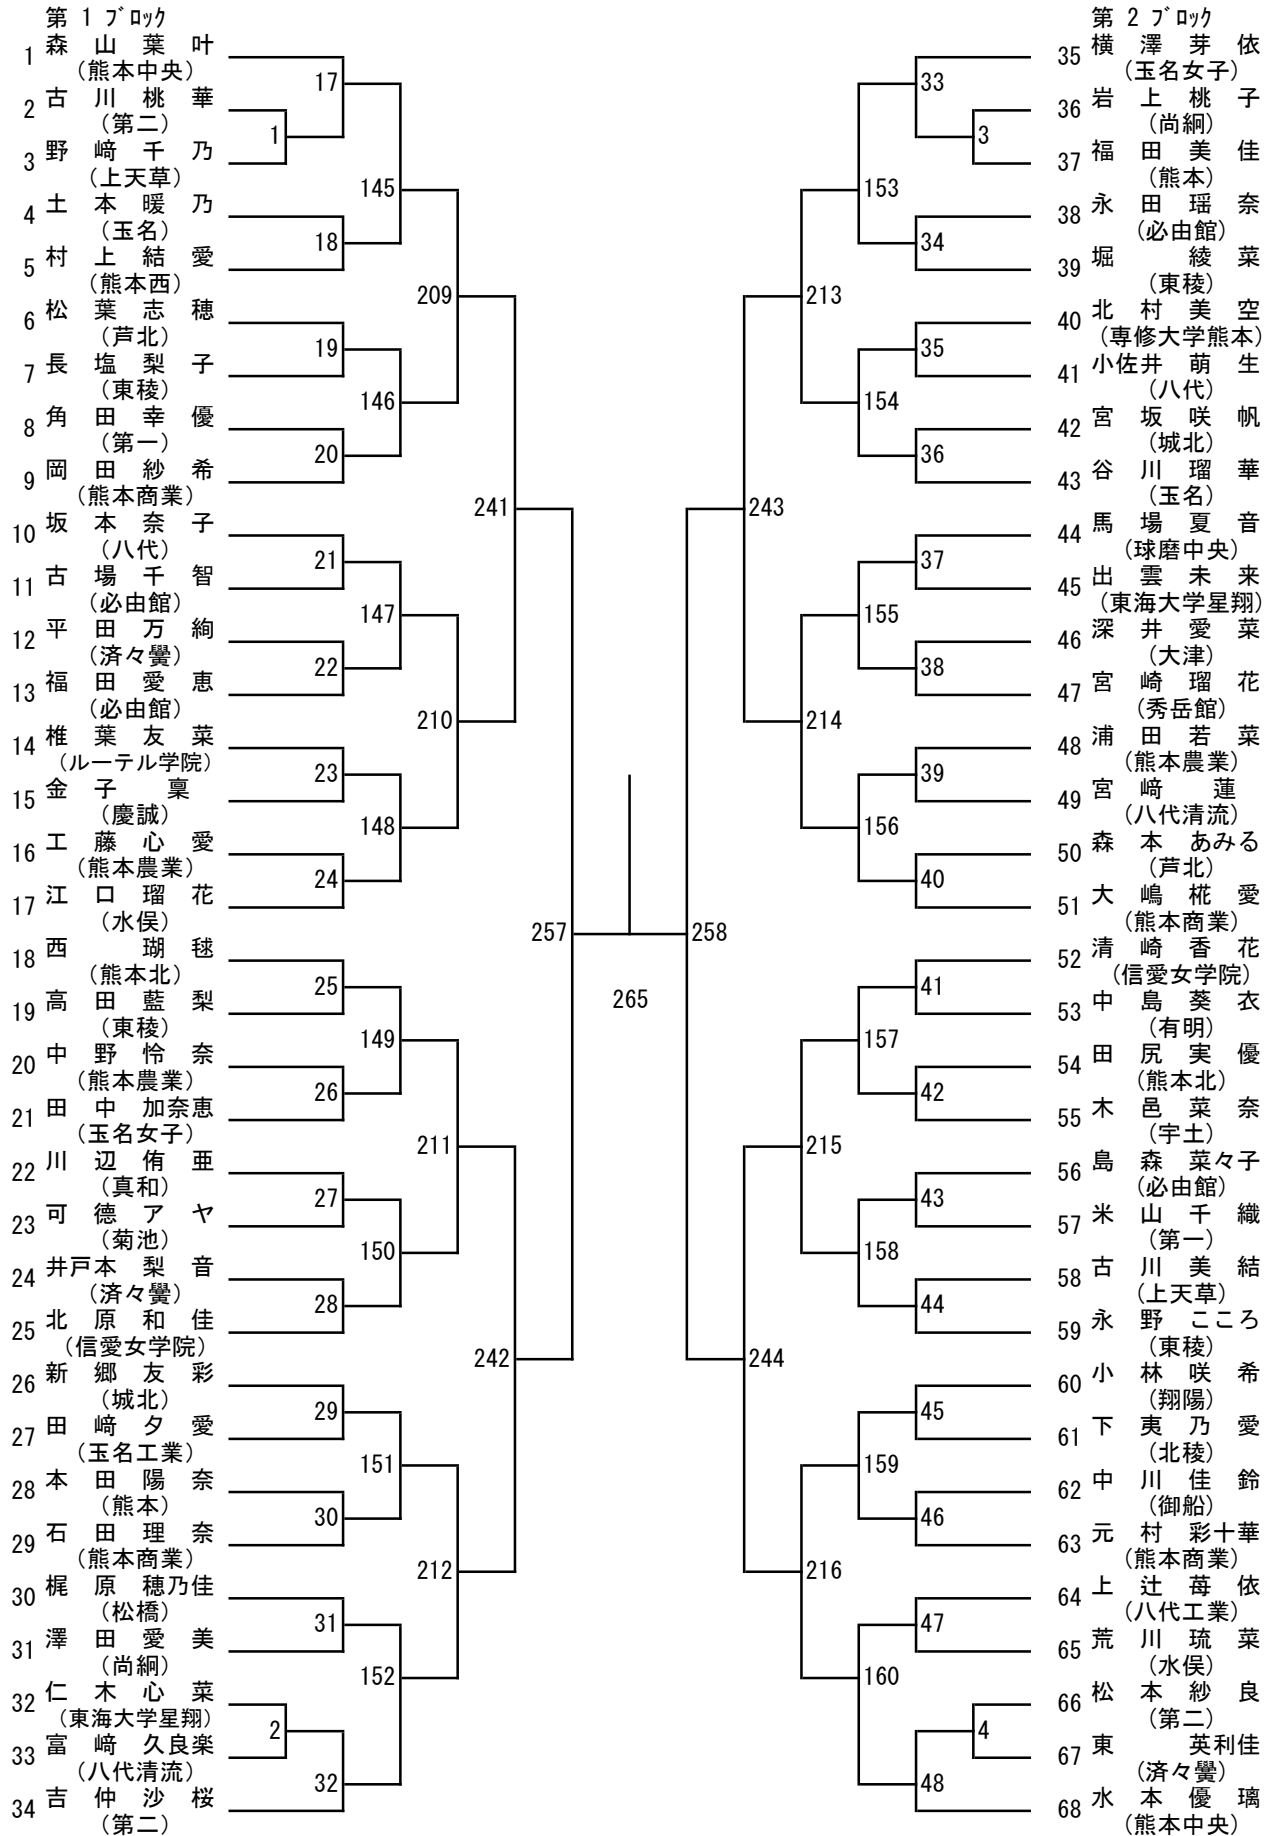 第 1 ブロック
1 森 山 葉 叶
(熊本中央)
2 古 川 桃 華
(第二)
3 野 﨑 千 乃
(上天草)
4 土 本 暖 乃
(玉名)
5 村 上 結 愛
(熊本西)
6 松 葉 志 穂
(芦北)
7 長 塩 梨 子
(東稜)
8 角 田 幸 優
(第一)
9 岡 田 紗 希
(熊本商業)
10 坂 本 奈 子
(八代)
11 古 場 千 智
(必由館)
12 平 田 万 絢
(済々黌)
13 福 田 愛 恵
(必由館)
14 椎 葉 友 菜
(ルーテル学院)
15 金 子 稟
(慶誠)
16 工 藤 心 愛
(熊本農業)
17 江 口 瑠 花
(水俣)
18 西 瑚 毬
(熊本北)
19 高 田 藍 梨
(東稜)
20 中 野 怜 奈
(熊本農業)
21 田 中 加奈恵
(玉名女子)
22 川 辺 侑 亜
(真和)
23 可 德 ア ヤ
(菊池)
24 井戸本 梨 音
(済々黌)
25 北 原 和 佳
(信愛女学院)
26 新 郷 友 彩
(城北)
27 田 﨑 夕 愛
(玉名工業)
28 本 田 陽 奈
(熊本)
29 石 田 理 奈
(熊本商業)
30 梶 原 穂乃佳
(松橋)
31 澤 田 愛 美
(尚絅)
32 仁 木 心 菜
(東海大学星翔)
33 富 﨑 久良楽
(八代清流)
34 吉 仲 沙 桜
(第二)
1
2
17
18
19
20
21
22
23
24
25
26
27
28
29
30
31
32
145
146
147
148
149
150
151
152
209
210
211
212
241
242
257
265
258
243
244
213
214
215
216
153
154
155
156
157
158
159
160
33
34
35
36
37
38
39
40
41
42
43
44
45
46
47
48
3
4
第 2 ブロック
35 横 澤 芽 依
(玉名女子)
36 岩 上 桃 子
(尚絅)
37 福 田 美 佳
(熊本)
38 永 田 瑶 奈
(必由館)
39 堀 綾 菜
(東稜)
40 北 村 美 空
(専修大学熊本)
41 小佐井 萌 生
(八代)
42 宮 坂 咲 帆
(城北)
43 谷 川 瑠 華
(玉名)
44 馬 場 夏 音
(球磨中央)
45 出 雲 未 来
(東海大学星翔)
46 深 井 愛 菜
(大津)
47 宮 崎 瑠 花
(秀岳館)
48 浦 田 若 菜
(熊本農業)
49 宮 﨑 蓮
(八代清流)
50 森 本 あみる
(芦北)
51 大 嶋 椛 愛
(熊本商業)
52 清 崎 香 花
(信愛女学院)
53 中 島 葵 衣
(有明)
54 田 尻 実 優
(熊本北)
55 木 邑 菜 奈
(宇土)
56 島 森 菜々子
(必由館)
57 米 山 千 織
(第一)
58 古 川 美 結
(上天草)
59 永 野 こころ
(東稜)
60 小 林 咲 希
(翔陽)
61 下 夷 乃 愛
(北稜)
62 中 川 佳 鈴
(御船)
63 元 村 彩十華
(熊本商業)
64 上 辻 苺 依
(八代工業)
65 荒 川 琉 菜
(水俣)
66 松 本 紗 良
(第二)
67 東 英利佳
(済々黌)
68 水 本 優 璃
(熊本中央)